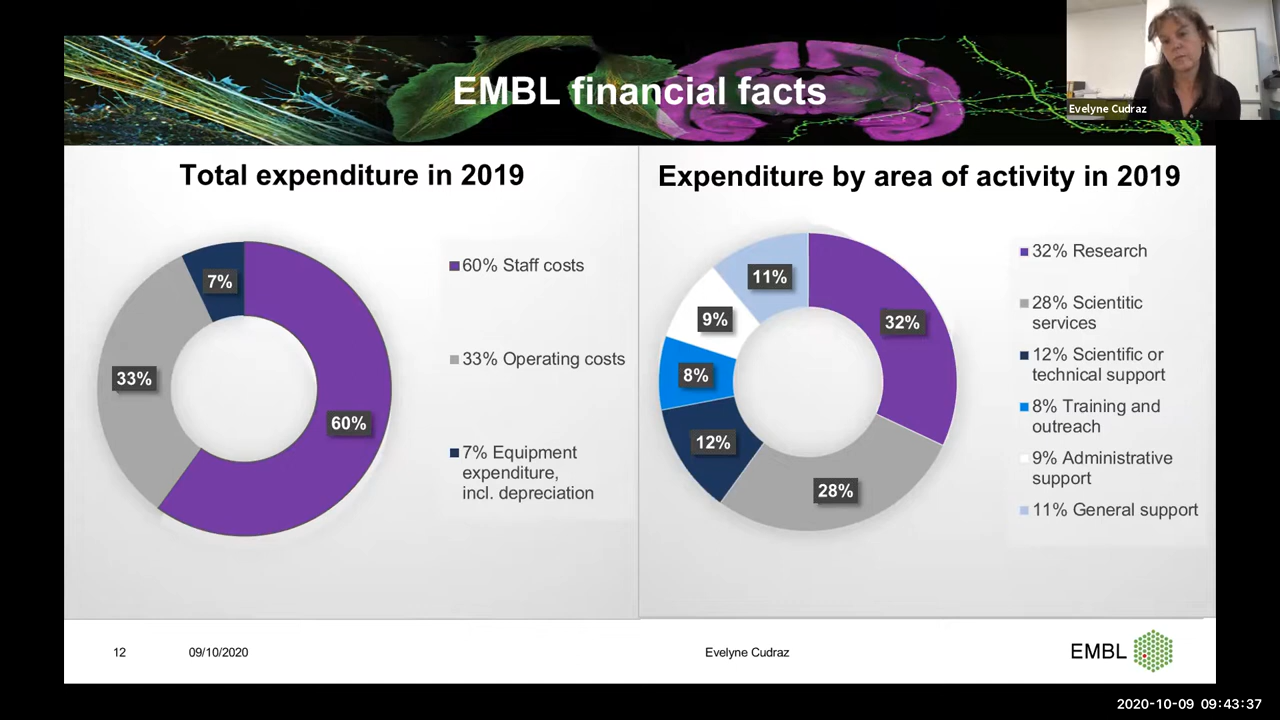 EMBL financial facts
Evelyne Cudraz
Total expenditure in 2019
7%
33%
60%
60% Staff costs
33% Operating costs
7% Equipment
expenditure,
incl. depreciation
Expenditure by area of activity in 2019
11%
9%
32%
8%
12%
28%
32% Research
28% Scientitic
services
12% Scientific or
technical support
8% Training and
outreach
9% Administrative
support
11% General support
12
09/10/2020
Evelyne Cudraz
EMBL
2020-10-09 09:43:37